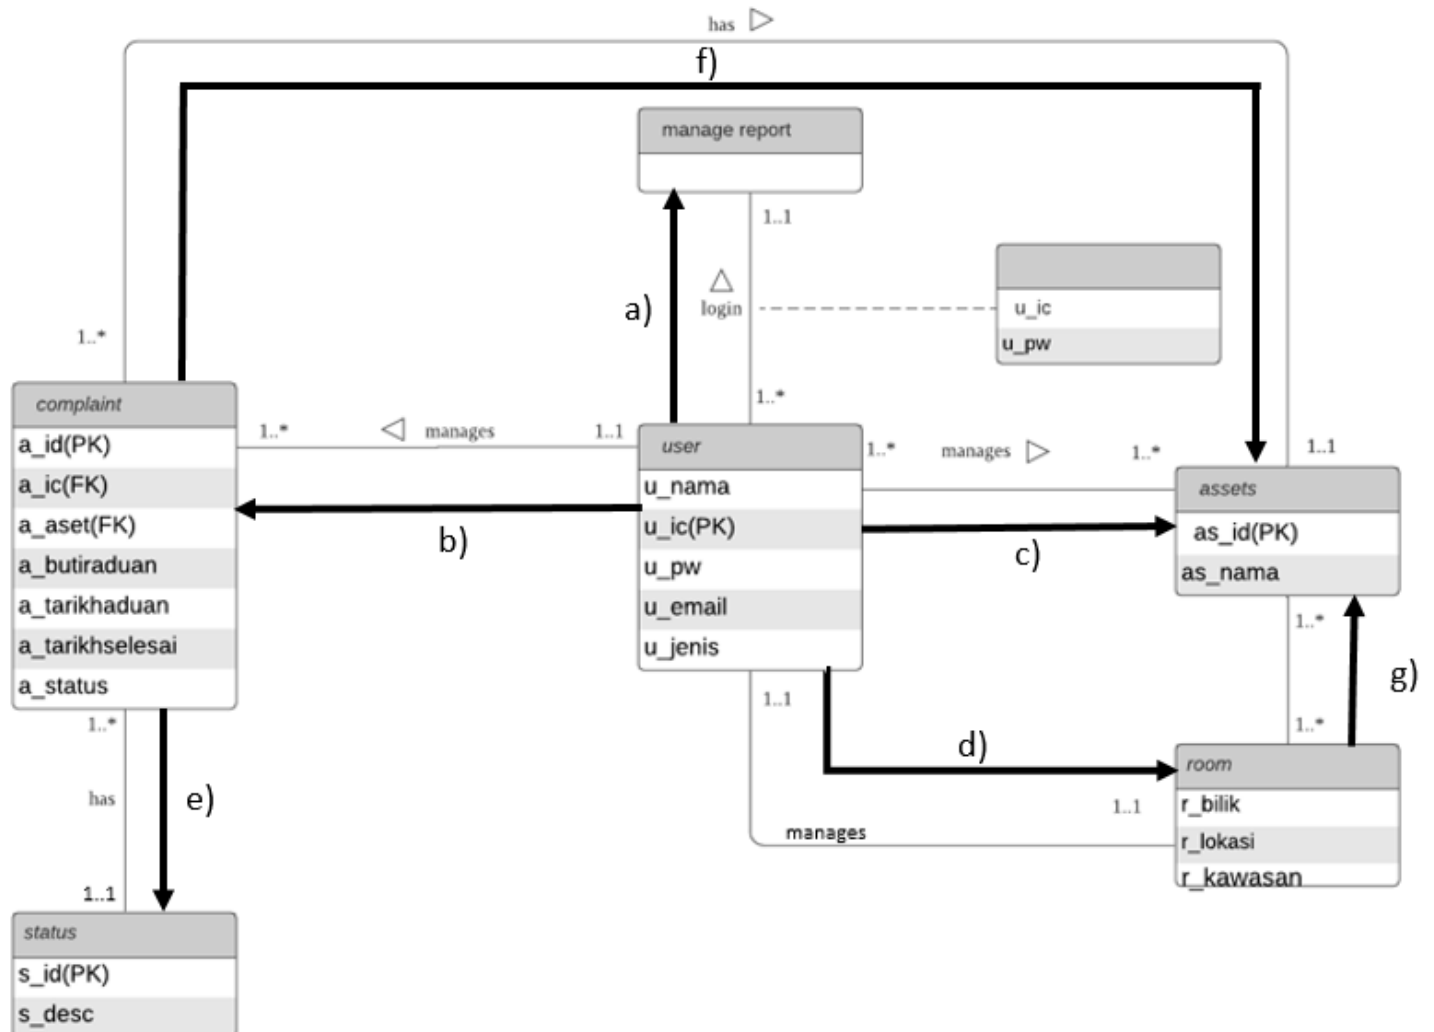 has
f)
manage report
1..1
a)
login
u_ic
u_pw
1..*
1..*
complaint
a_id(PK)
a_ic(FK)
a_aset(FK)
a_butiraduan
a_tarikhaduan
a_tarikhselesai
a_status
1..*
manages
1..1
b)
user
u_nama
u_ic(PK)
u_pw
u_email
u_jenis
1..*
manages
1..*
c)
1..1
assets
as_id(PK)
as_nama
1..*
g)
1..*
1..1
d)
1..1
manages
room
r_bilik
r_lokasi
r_kawasan
1..*
has
e)
1..1
status
s_id(PK)
s_desc